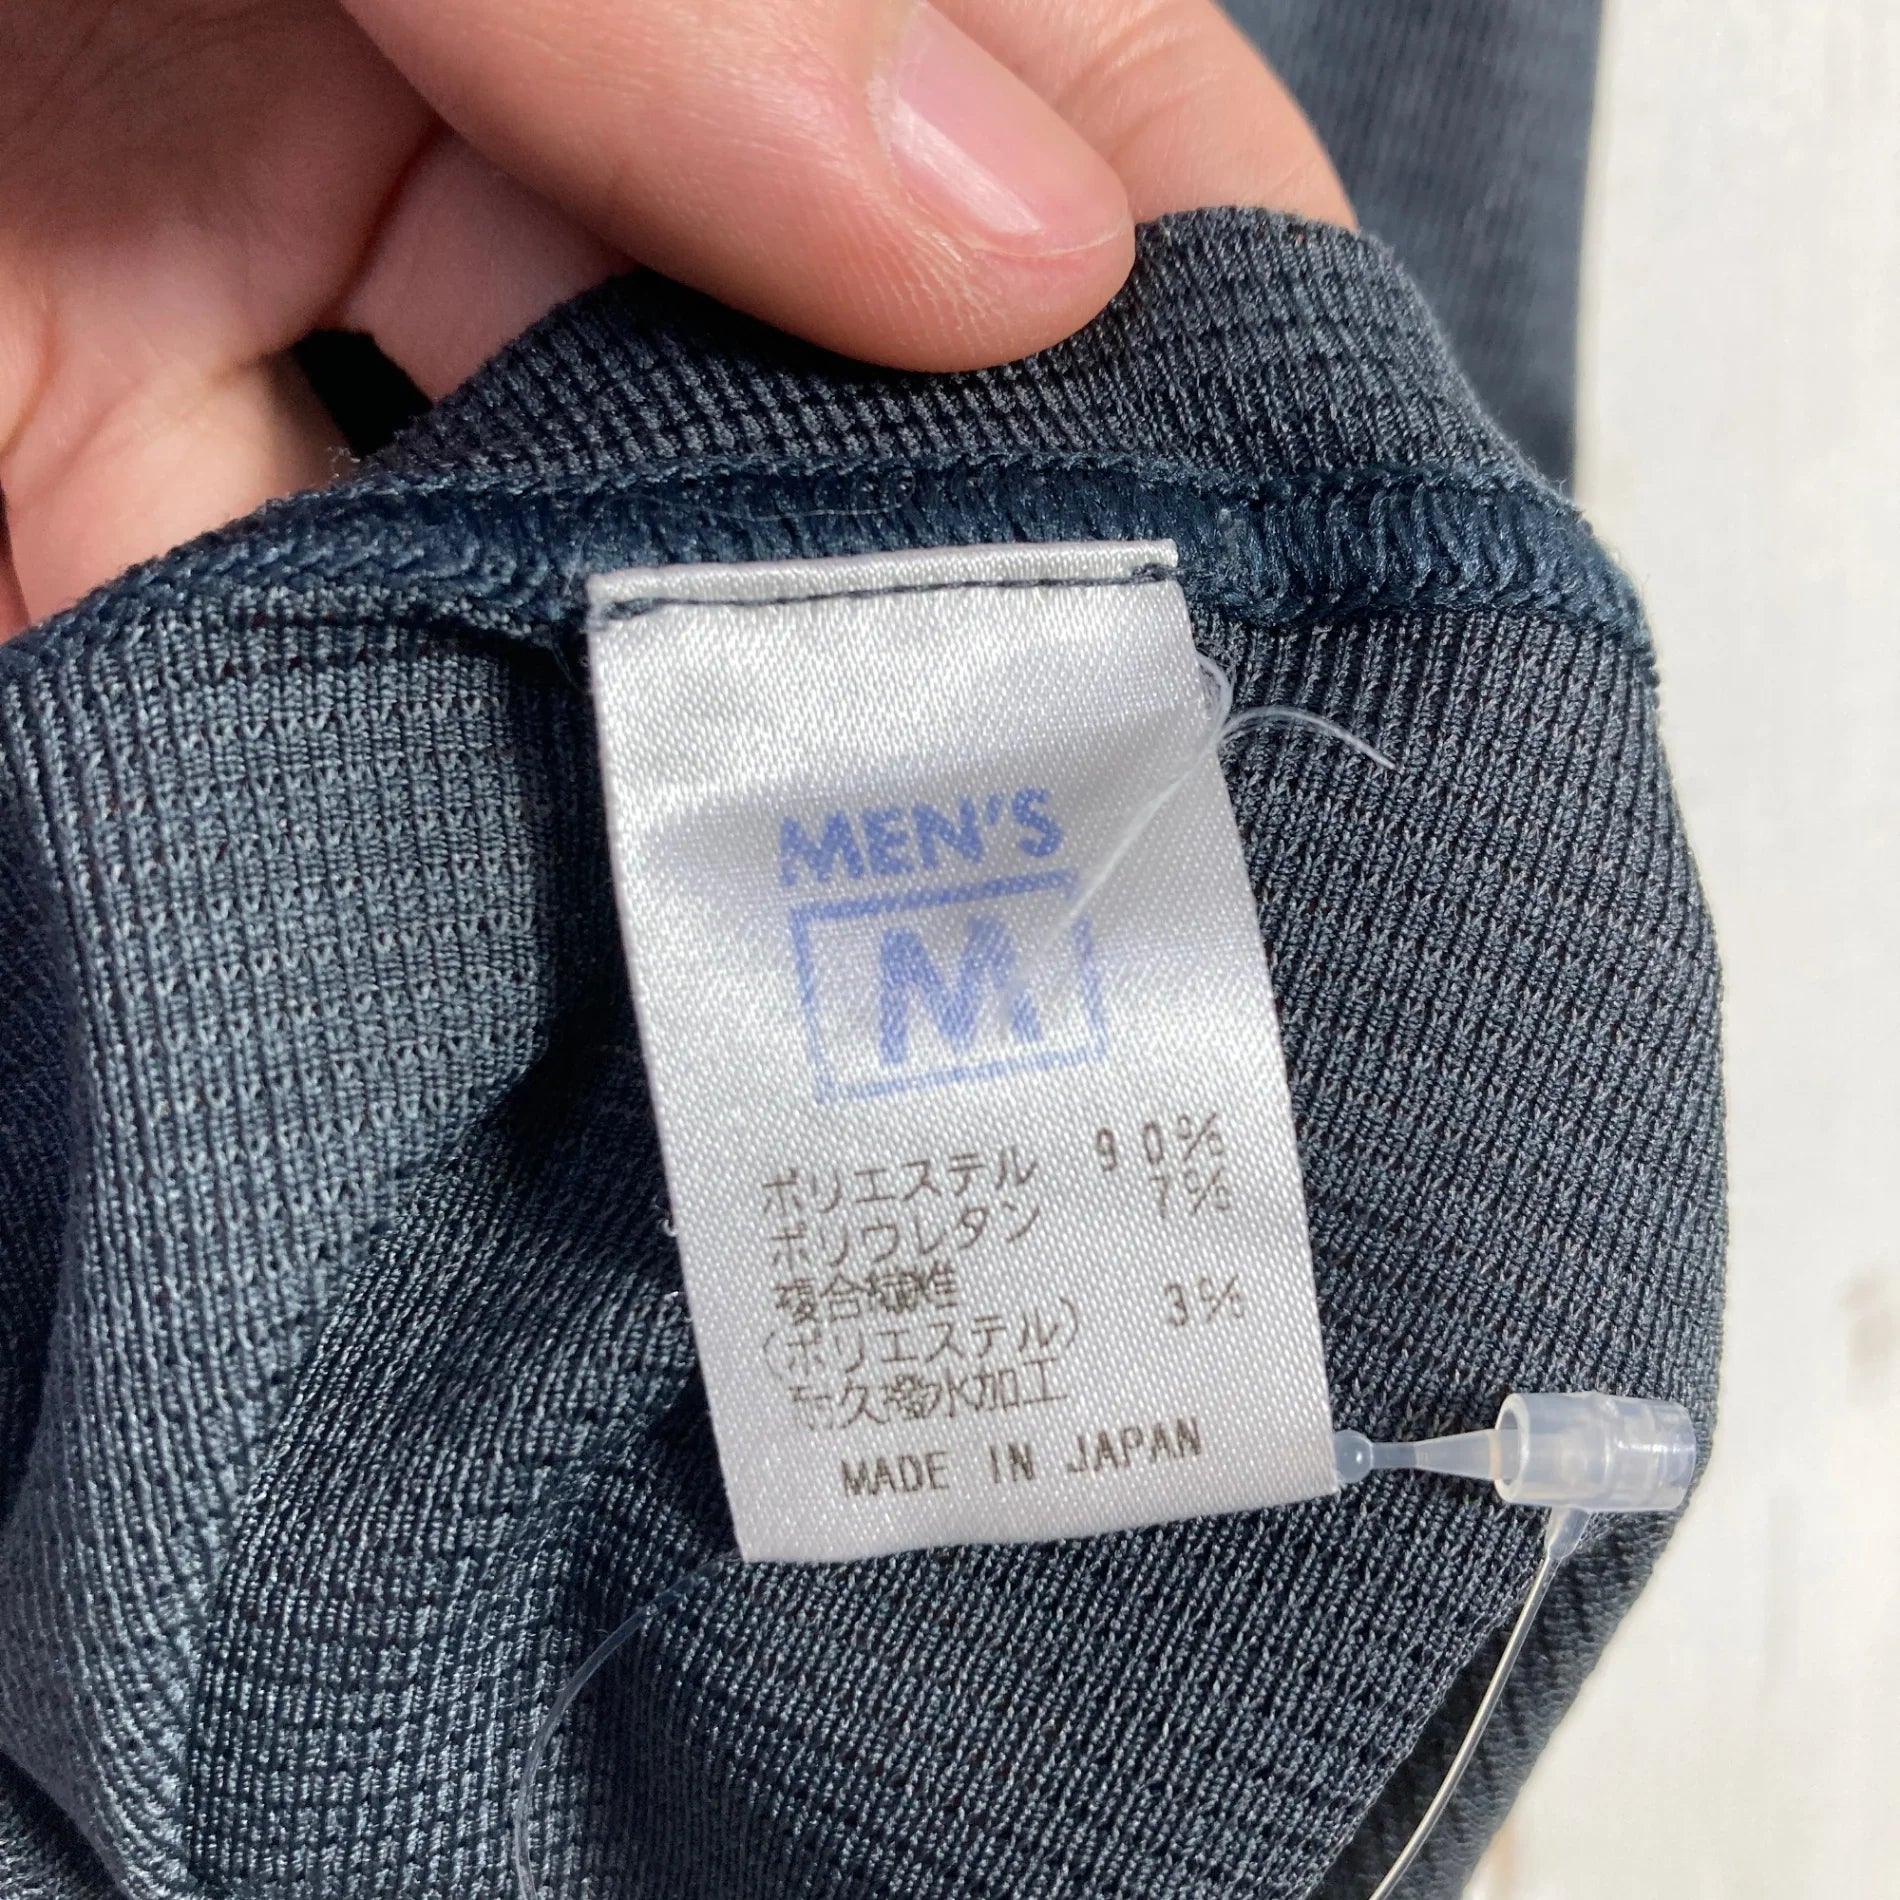 MEN'S
M
ポリエステル 90%
ポリウレタン 7%
複合繊維
(ポリエステル) 3%
耐久撥水加工
MADE IN JAPAN